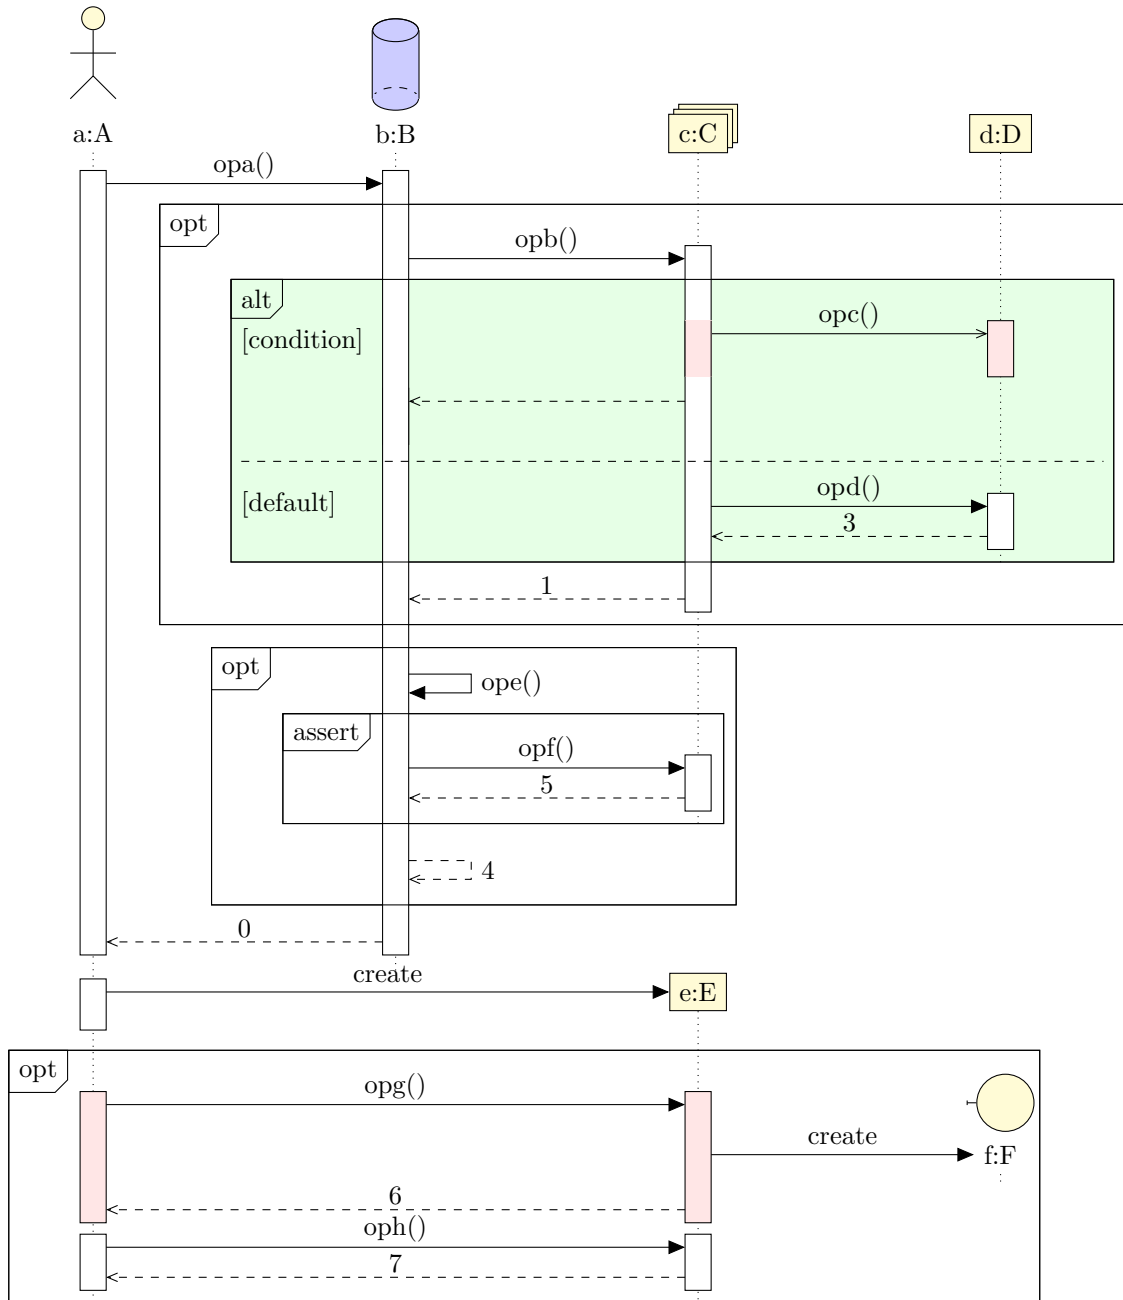 a:A
b:B
c:C
d:D
opa()
opt
opb()
alt
[condition]
opc()
[default]
opd()
3
1
opt
ope()
assert
opf()
5
4
0
create
e:E
opt
opg()
create
f:F
6
oph()
7